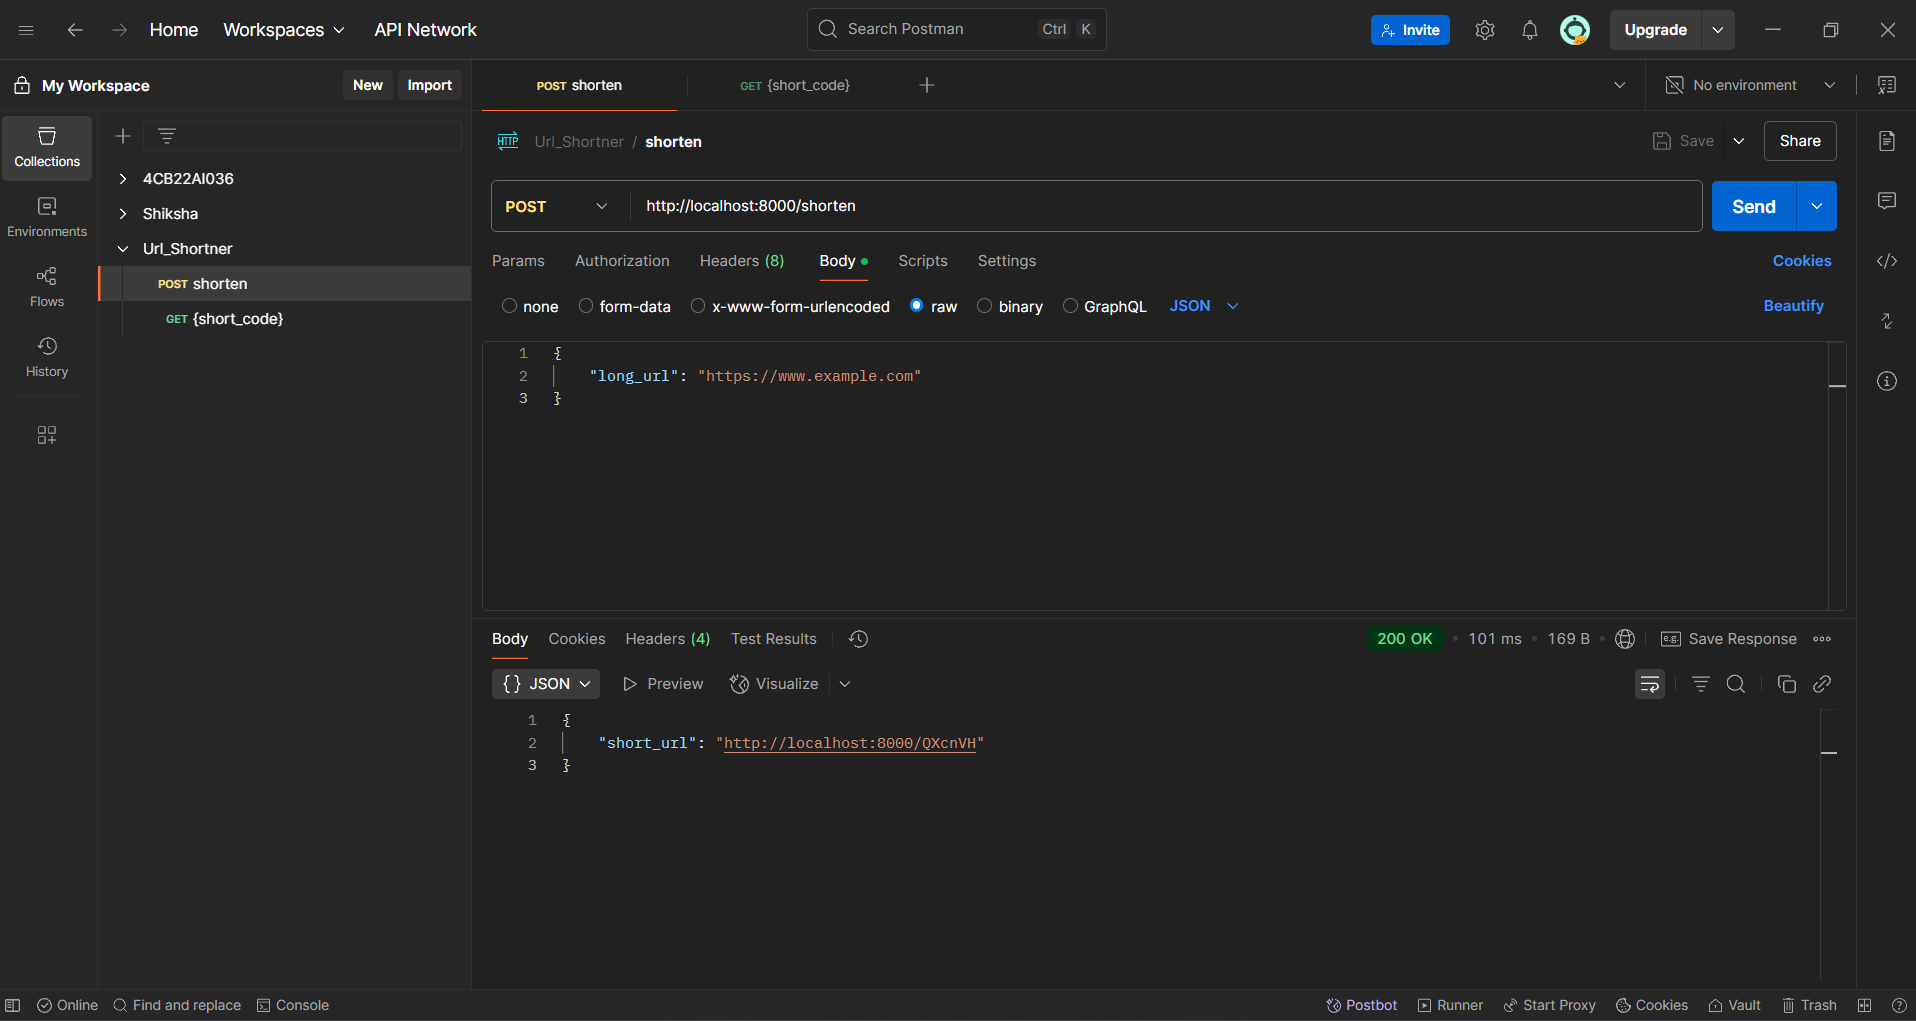 Home Workspaces API Network Search Postman Ctrl K Invite Upgrade
My Workspace New Import POST shorten GET {short_code} No environment
Collections
Environments
Flows
History
4CB22AI036
Shiksha
Url_Shortner
POST shorten
GET {short_code}
HTTP Url_Shortner / shorten Save Share
POST http://localhost:8000/shorten Send
Params Authorization Headers (8) Body Scripts Settings Cookies
none form-data x-www-form-urlencoded raw binary GraphQL JSON Beautify
1 {
2 "long_url": "https://www.example.com"
3 }
Body Cookies Headers (4) Test Results 200 OK 101 ms 169 B e.g. Save Response
{} JSON Preview Visualize
1 {
2 "short_url": "http://localhost:8000/QXcnVH"
3 }
Online Find and replace Console Postbot Runner Start Proxy Cookies Vault Trash